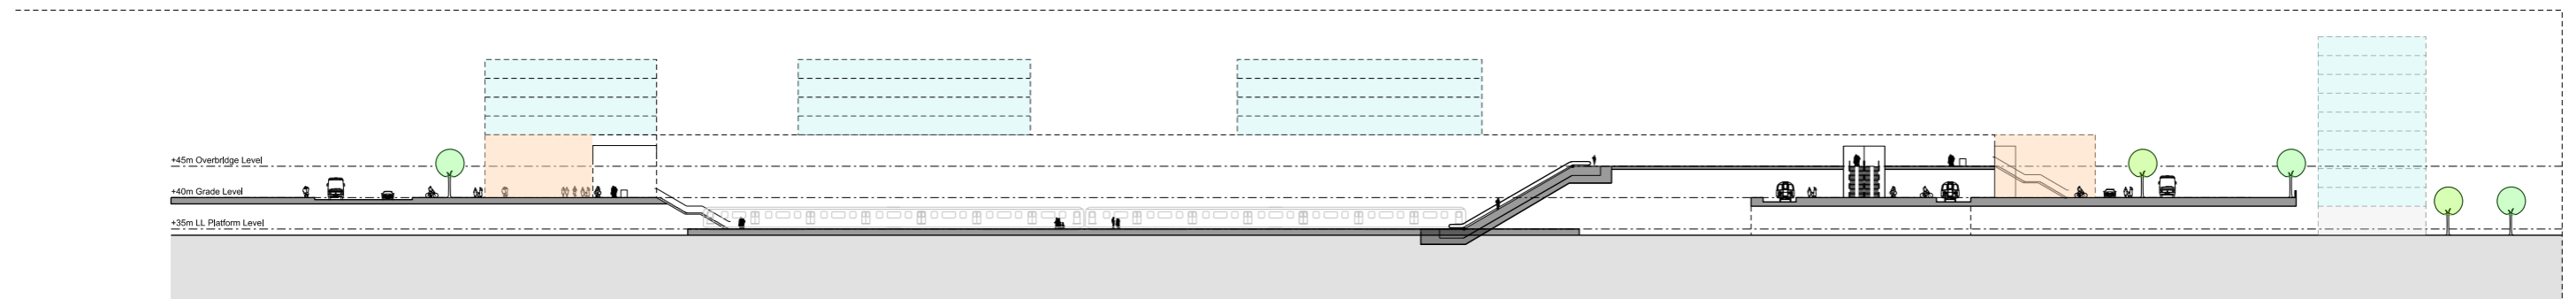 +45m Overbridge Level
+40m Grade Level
+35m LL Platform Level